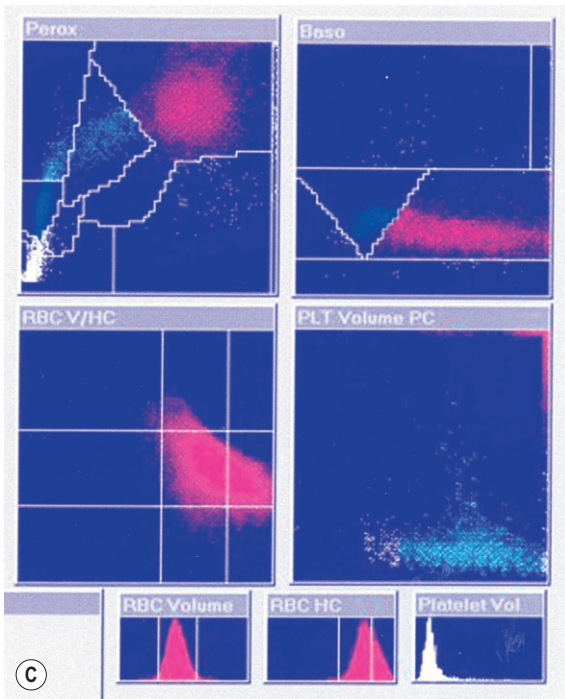 Perox
Baso
RBC V/HC
PLT Volume PC
RBC Volume
RBC HC
Platelet Vol
C